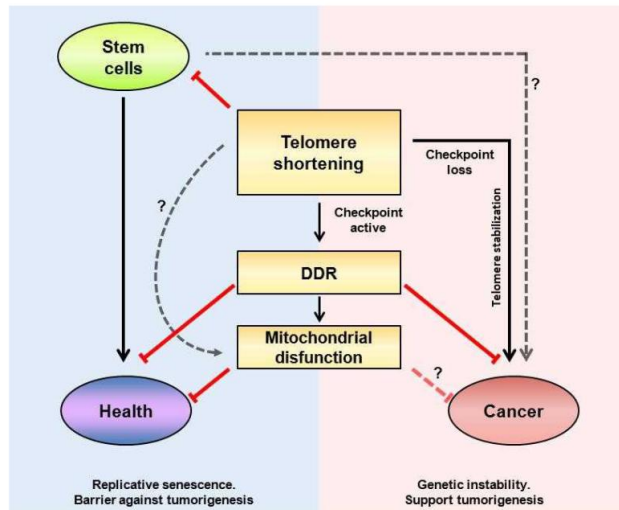 Stem
cells
?
Telomere
shortening
Checkpoint
loss
Telomere stabilization
?
Checkpoint
active
DDR
Mitochondrial
disfunction
?
Health
Cancer
Replicative senescence.
Barrier against tumorigenesis
Genetic instability.
Support tumorigenesis